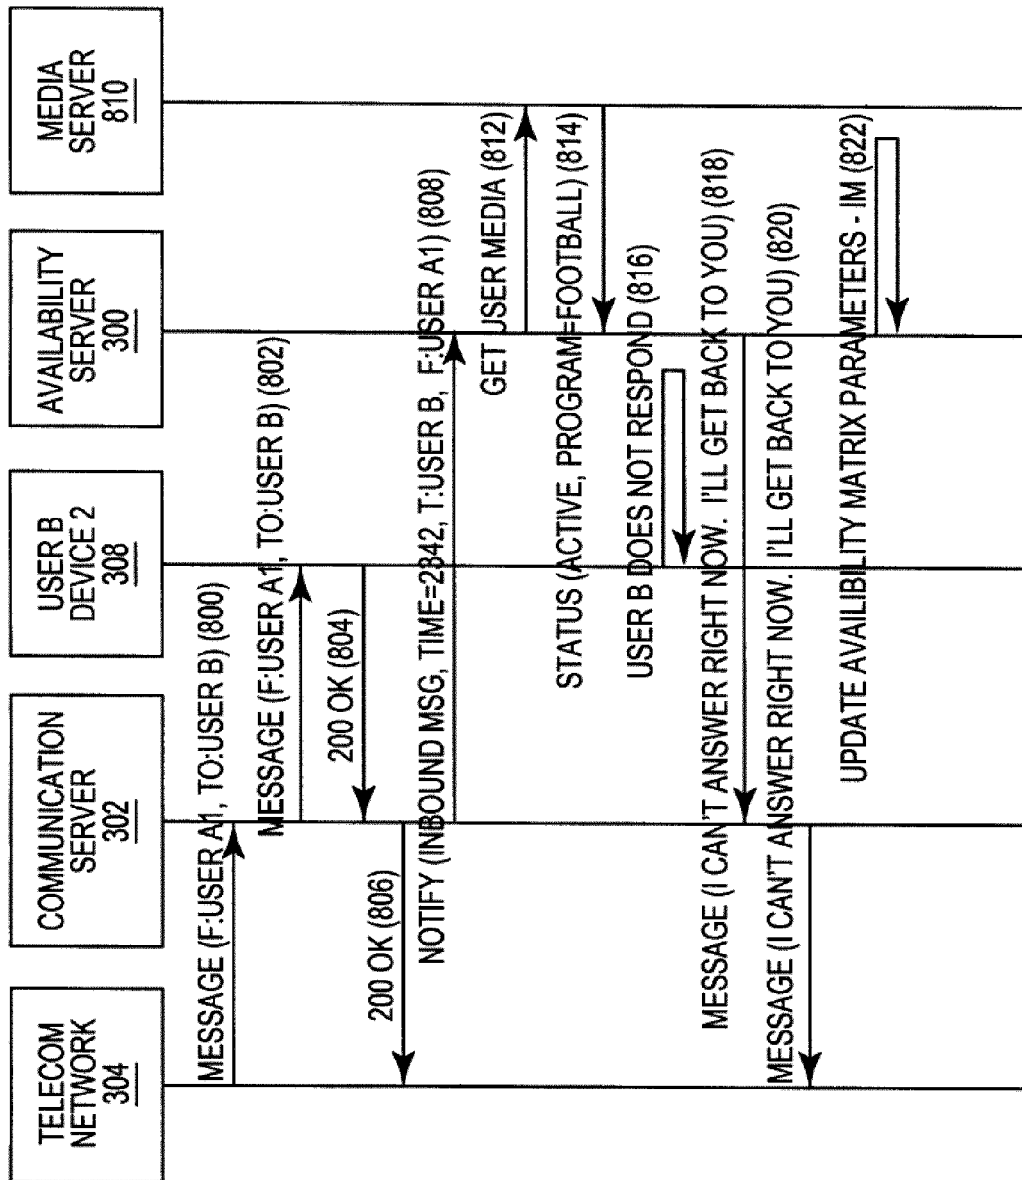 TELECOM
NETWORK
304
COMMUNICATION
SERVER
302
USER B
DEVICE 2
308
AVAILABILITY
SERVER
300
MEDIA
SERVER
810
MESSAGE (F:USER A1, TO:USER B) (800)
MESSAGE (F:USER A1, TO:USER B) (802)
200 OK (804)
200 OK (806)
NOTIFY (INBOUND MSG, TIME=2842, T:USER B, F:USER A1) (808)
GET USER MEDIA (812)
STATUS (ACTIVE, PROGRAM=FOOTBALL) (814)
USER B DOES NOT RESPOND (816)
MESSAGE (I CAN'T ANSWER RIGHT NOW. I'LL GET BACK TO YOU) (818)
MESSAGE (I CAN'T ANSWER RIGHT NOW. I'LL GET BACK TO YOU) (820)
UPDATE AVAILIBILITY MATRIX PARAMETERS - IM (822)